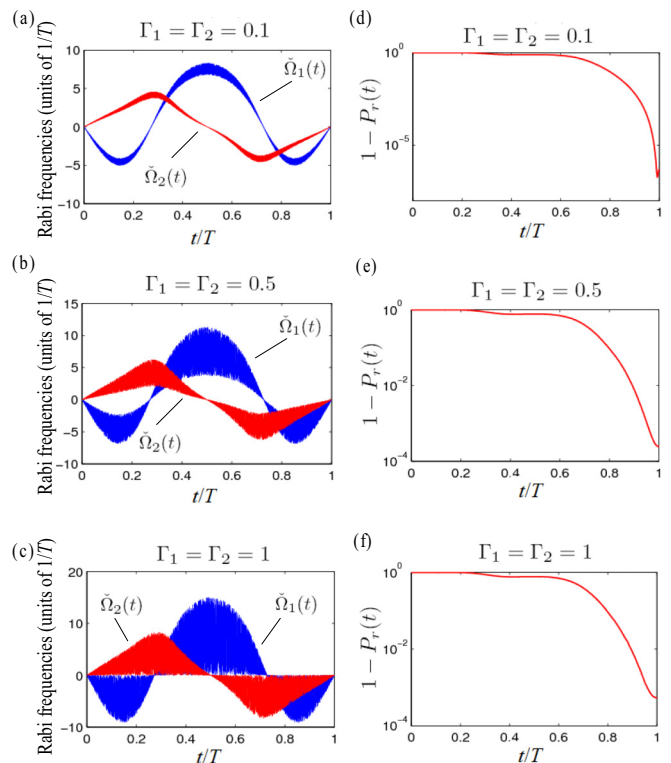 (a)
Γ₁ = Γ₂ = 0.1
Rabi frequencies (units of 1/T)
10
5
0
−5
−10
Ω̌₁(t)
Ω̌₂(t)
0 0.2 0.4 0.6 0.8 1
t/T
(d)
Γ₁ = Γ₂ = 0.1
1 − Pᵣ(t)
10⁰
10⁻⁵
0 0.2 0.4 0.6 0.8 1
t/T
(b)
Γ₁ = Γ₂ = 0.5
Rabi frequencies (units of 1/T)
15
10
5
0
−5
−10
Ω̌₁(t)
Ω̌₂(t)
0 0.2 0.4 0.6 0.8 1
t/T
(e)
Γ₁ = Γ₂ = 0.5
1 − Pᵣ(t)
10⁰
10⁻²
10⁻⁴
0 0.2 0.4 0.6 0.8 1
t/T
(c)
Γ₁ = Γ₂ = 1
Rabi frequencies (units of 1/T)
20
10
0
−10
Ω̌₂(t) Ω̌₁(t)
0 0.2 0.4 0.6 0.8 1
t/T
(f)
Γ₁ = Γ₂ = 1
1 − Pᵣ(t)
10⁰
10⁻²
10⁻⁴
0 0.2 0.4 0.6 0.8 1
t/T